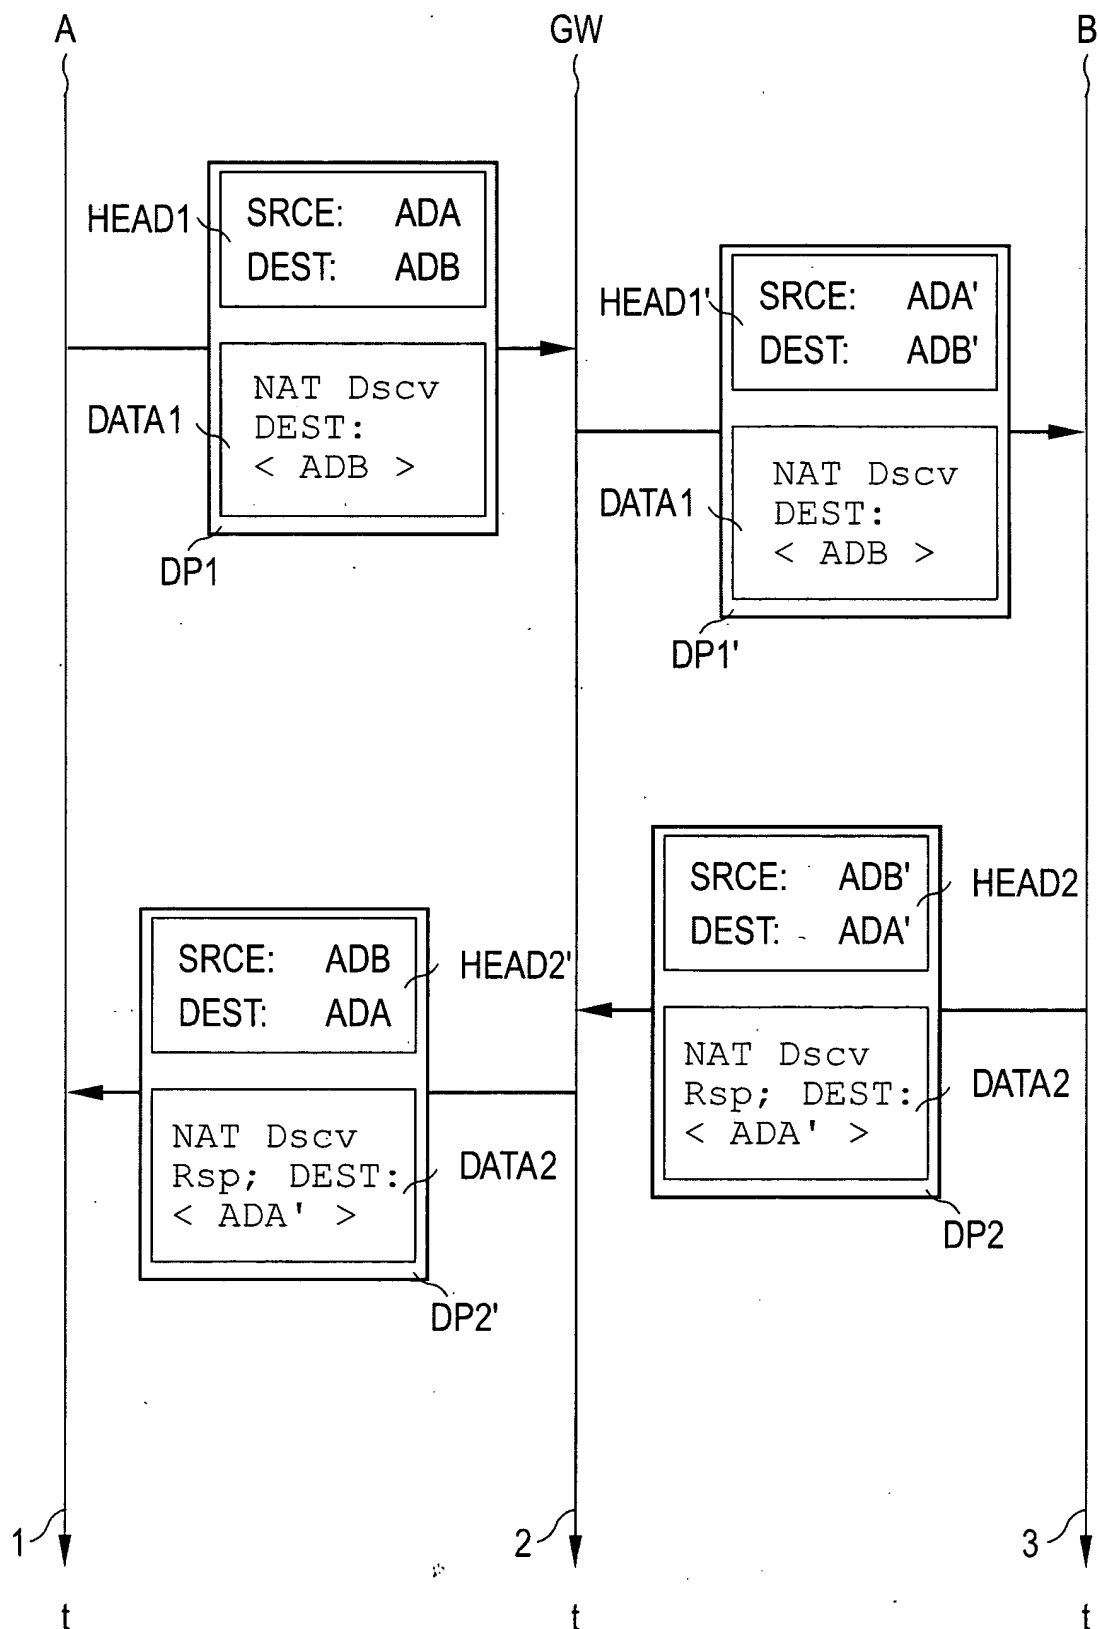 A
GW
B
HEAD1
SRCE: ADA
DEST: ADB
DATA1
NAT Dscv
DEST:
< ADB >
DP1
HEAD1'
SRCE: ADA'
DEST: ADB'
DATA1
NAT Dscv
DEST:
< ADB >
DP1'
SRCE: ADB'
DEST: ADA'
HEAD2
NAT Dscv
Rsp; DEST:
< ADA' >
DATA2
DP2
SRCE: ADB
DEST: ADA
HEAD2'
NAT Dscv
Rsp; DEST:
< ADA' >
DATA2
DP2'
1
2
3
t
t
t